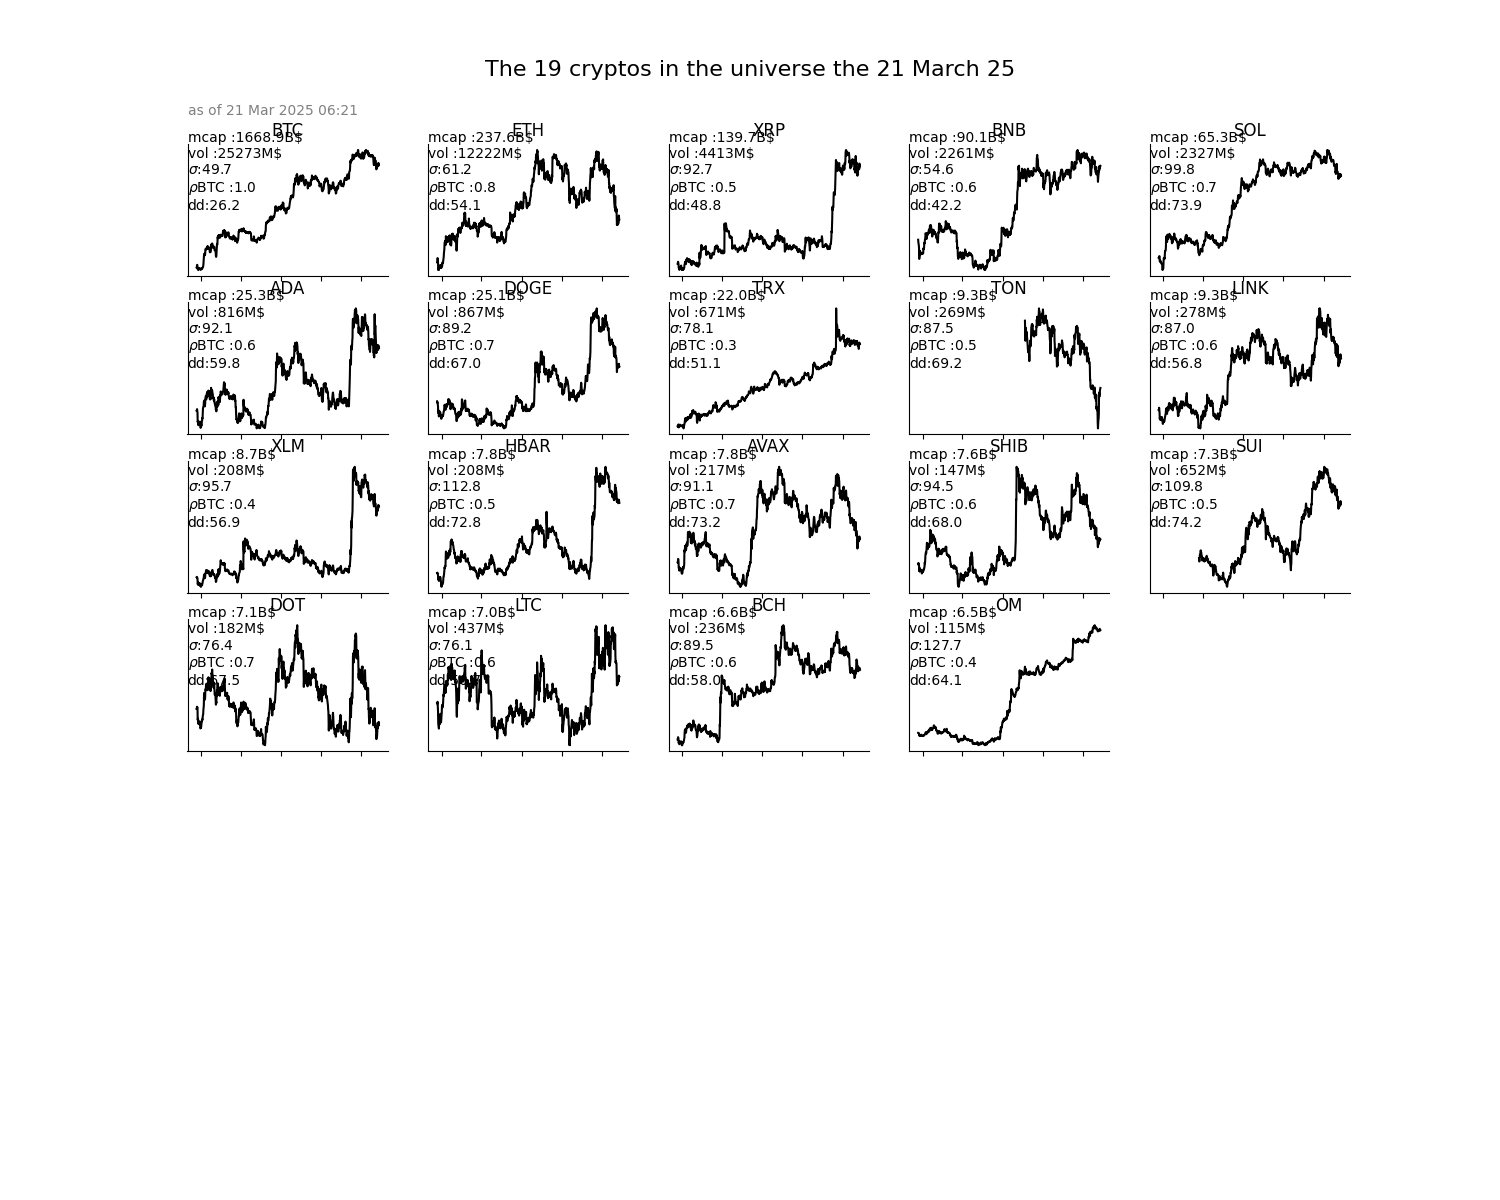 The 19 cryptos in the universe the 21 March 25
as of 21 Mar 2025 06:21
BTC
mcap :1668.9B$
vol :25273M$
σ:49.7
ρBTC :1.0
dd:26.2
ETH
mcap :237.6B$
vol :12222M$
σ:61.2
ρBTC :0.8
dd:54.1
XRP
mcap :139.7B$
vol :4413M$
σ:92.7
ρBTC :0.5
dd:48.8
BNB
mcap :90.1B$
vol :2261M$
σ:54.6
ρBTC :0.6
dd:42.2
SOL
mcap :65.3B$
vol :2327M$
σ:99.8
ρBTC :0.7
dd:73.9
ADA
mcap :25.3B$
vol :816M$
σ:92.1
ρBTC :0.6
dd:59.8
DOGE
mcap :25.1B$
vol :867M$
σ:89.2
ρBTC :0.7
dd:67.0
TRX
mcap :22.0B$
vol :671M$
σ:78.1
ρBTC :0.3
dd:51.1
TON
mcap :9.3B$
vol :269M$
σ:87.5
ρBTC :0.5
dd:69.2
LINK
mcap :9.3B$
vol :278M$
σ:87.0
ρBTC :0.6
dd:56.8
XLM
mcap :8.7B$
vol :208M$
σ:95.7
ρBTC :0.4
dd:56.9
HBAR
mcap :7.8B$
vol :208M$
σ:112.8
ρBTC :0.5
dd:72.8
AVAX
mcap :7.8B$
vol :217M$
σ:91.1
ρBTC :0.7
dd:73.2
SHIB
mcap :7.6B$
vol :147M$
σ:94.5
ρBTC :0.6
dd:68.0
SUI
mcap :7.3B$
vol :652M$
σ:109.8
ρBTC :0.5
dd:74.2
DOT
mcap :7.1B$
vol :182M$
σ:76.4
ρBTC :0.7
dd:67.5
LTC
mcap :7.0B$
vol :437M$
σ:76.1
ρBTC :0.6
BCH
mcap :6.6B$
vol :236M$
σ:89.5
ρBTC :0.6
dd:58.0
OM
mcap :6.5B$
vol :115M$
σ:127.7
ρBTC :0.4
dd:64.1